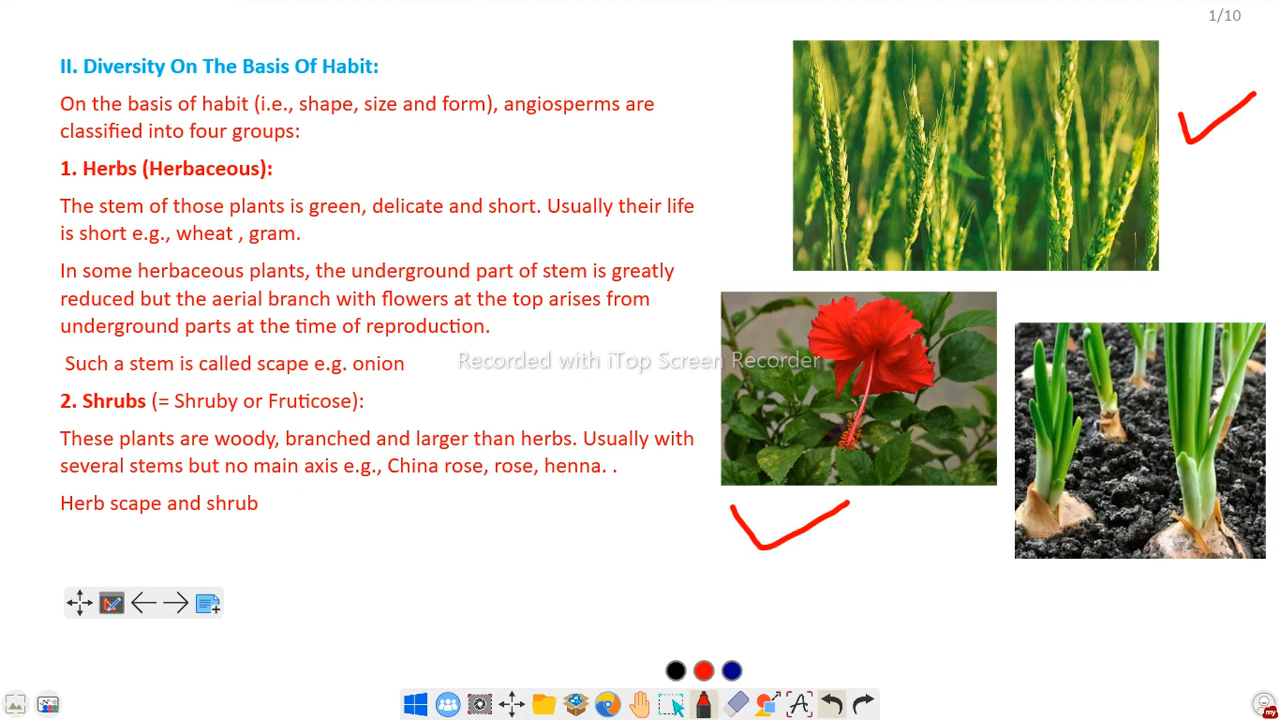 1/10
II. Diversity On The Basis Of Habit:
On the basis of habit (i.e., shape, size and form), angiosperms are
classified into four groups:
1. Herbs (Herbaceous):
The stem of those plants is green, delicate and short. Usually their life
is short e.g., wheat , gram.
In some herbaceous plants, the underground part of stem is greatly
reduced but the aerial branch with flowers at the top arises from
underground parts at the time of reproduction.
Such a stem is called scape e.g. onion
Recorded with iTop Screen Recorder
2. Shrubs (= Shruby or Fruticose):
These plants are woody, branched and larger than herbs. Usually with
several stems but no main axis e.g., China rose, rose, henna. .
Herb scape and shrub
my